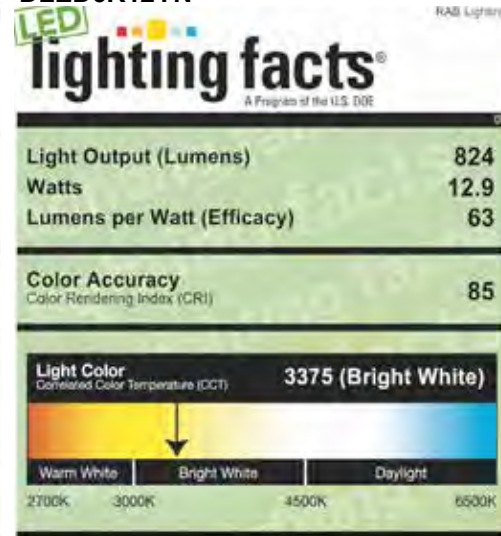 RAB Lighting
LED
lighting facts®
A Program of the U.S. DOE
Light Output (Lumens) 824
Watts 12.9
Lumens per Watt (Efficacy) 63
Color Accuracy 85
Color Rendering Index (CRI)
Light Color 3375 (Bright White)
Correlated Color Temperature (CCT)
Warm White Bright White Daylight
2700K 3000K 4500K 6500K